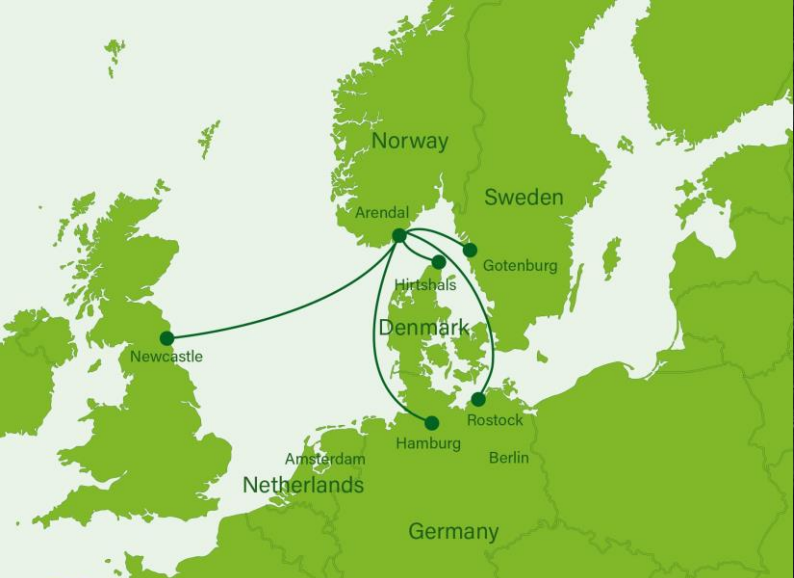 Norway
Sweden
Arendal
Gotenburg
Hirtshals
Denmark
Newcastle
Rostock
Hamburg
Berlin
Amsterdam
Netherlands
Germany